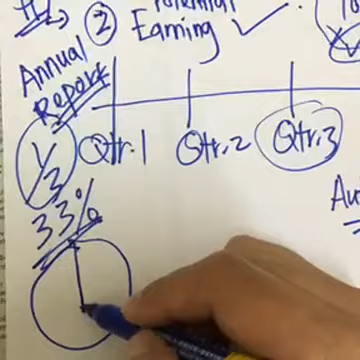 ② Earning ✓
Annual
Report
Qtr.1 Qtr.2 Qtr.3
1/3
33%